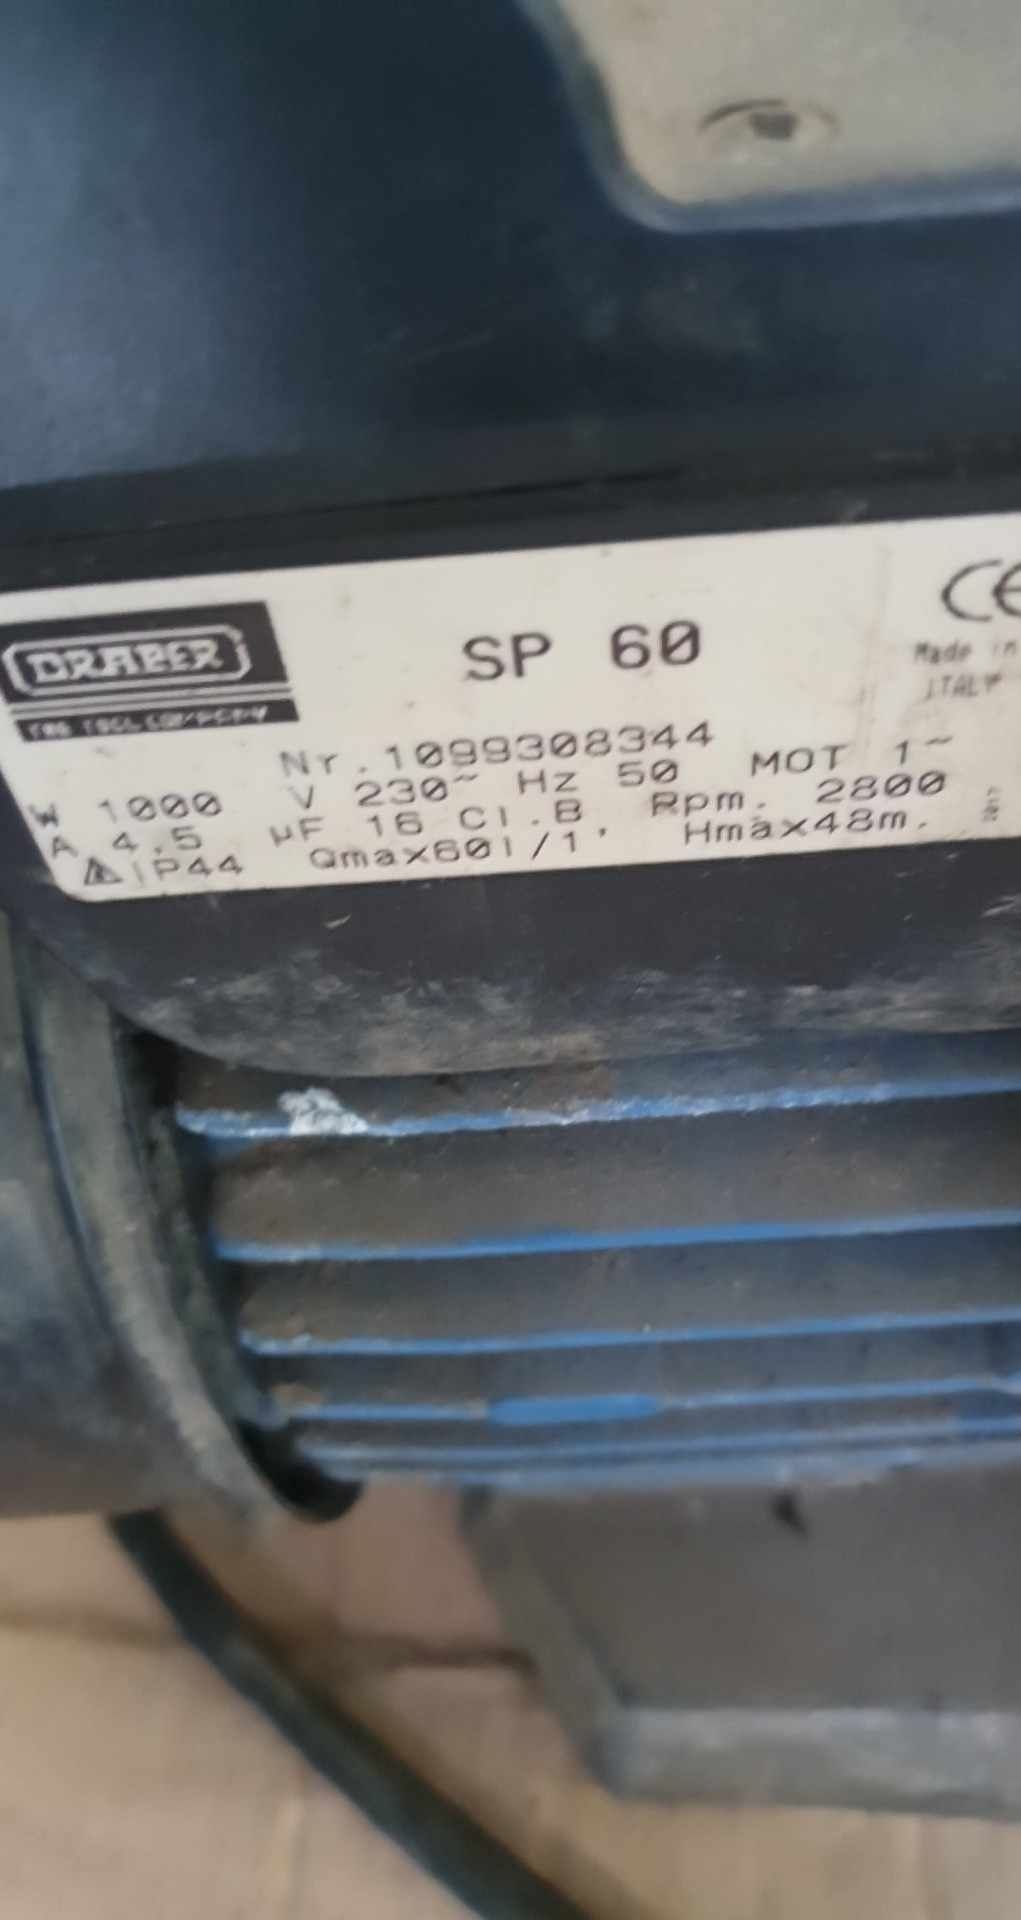 DRAPER
SP 60
CE
Made in
ITALY
Nr.1099308344
W 1000 V 230~ Hz 50 MOT 1~
A 4.5 µF 16 Cl.B Rpm. 2800
IP44 Qmax60l/1' Hmax48m.